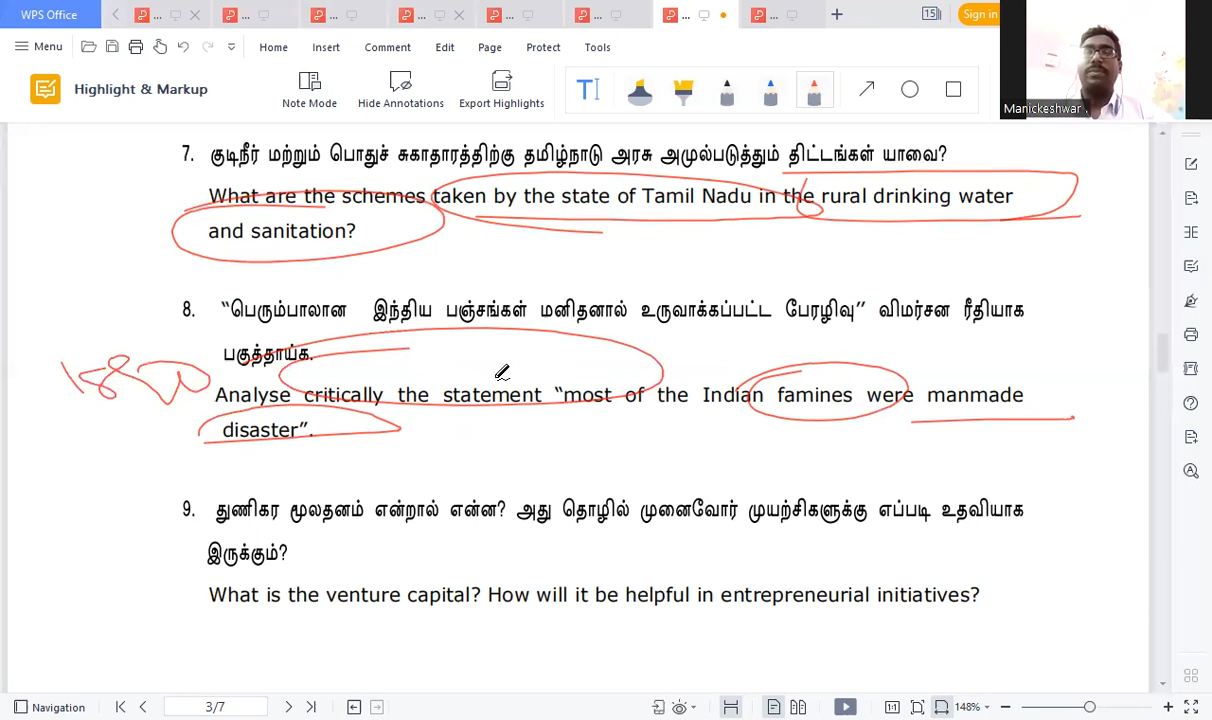 WPS Office
15
Sign in
Menu
Home
Insert
Comment
Edit
Page
Protect
Tools
Highlight & Markup
Note Mode
Hide Annotations
Export Highlights
Manickeshwar .
7. குடிநீர் மற்றும் பொதுச் சுகாதாரத்திற்கு தமிழ்நாடு அரசு அமுல்படுத்தும் திட்டங்கள் யாவை?
What are the schemes taken by the state of Tamil Nadu in the rural drinking water
and sanitation?
8. “பெரும்பாலான இந்திய பஞ்சங்கள் மனிதனால் உருவாக்கப்பட்ட பேரழிவு” விமர்சன ரீதியாக
பகுத்தாய்க.
Analyse critically the statement “most of the Indian famines were manmade
disaster”.
9. துணிகர மூலதனம் என்றால் என்ன? அது தொழில் முனைவோர் முயற்சிகளுக்கு எப்படி உதவியாக
இருக்கும்?
What is the venture capital? How will it be helpful in entrepreneurial initiatives?
Navigation
3/7
148%